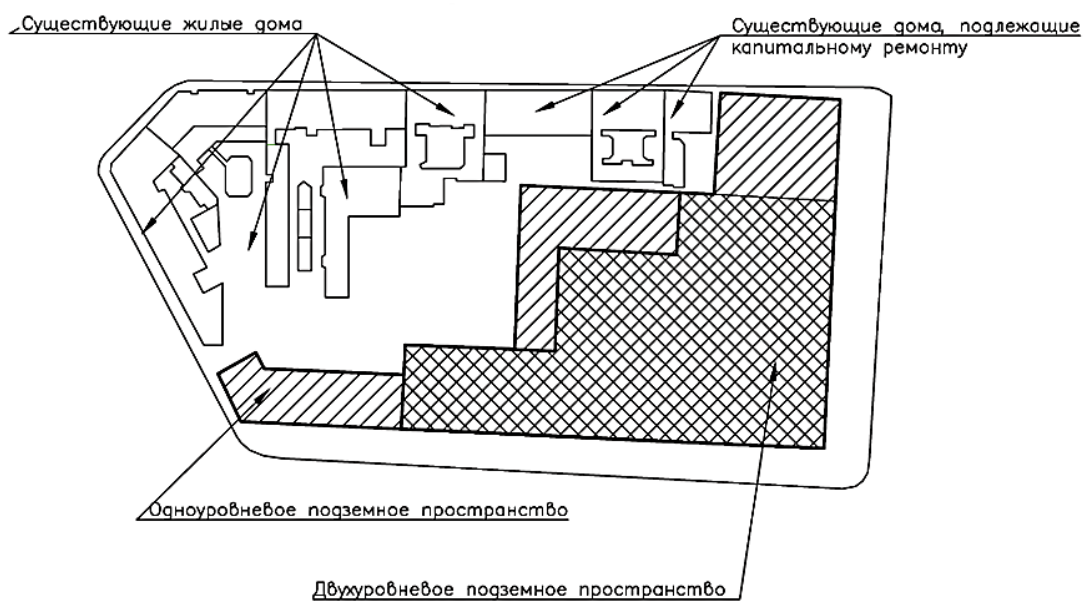 Существующие жилые дома
Существующие дома, подлежащие
капитальному ремонту
Одноуровневое подземное пространство
Двухуровневое подземное пространство